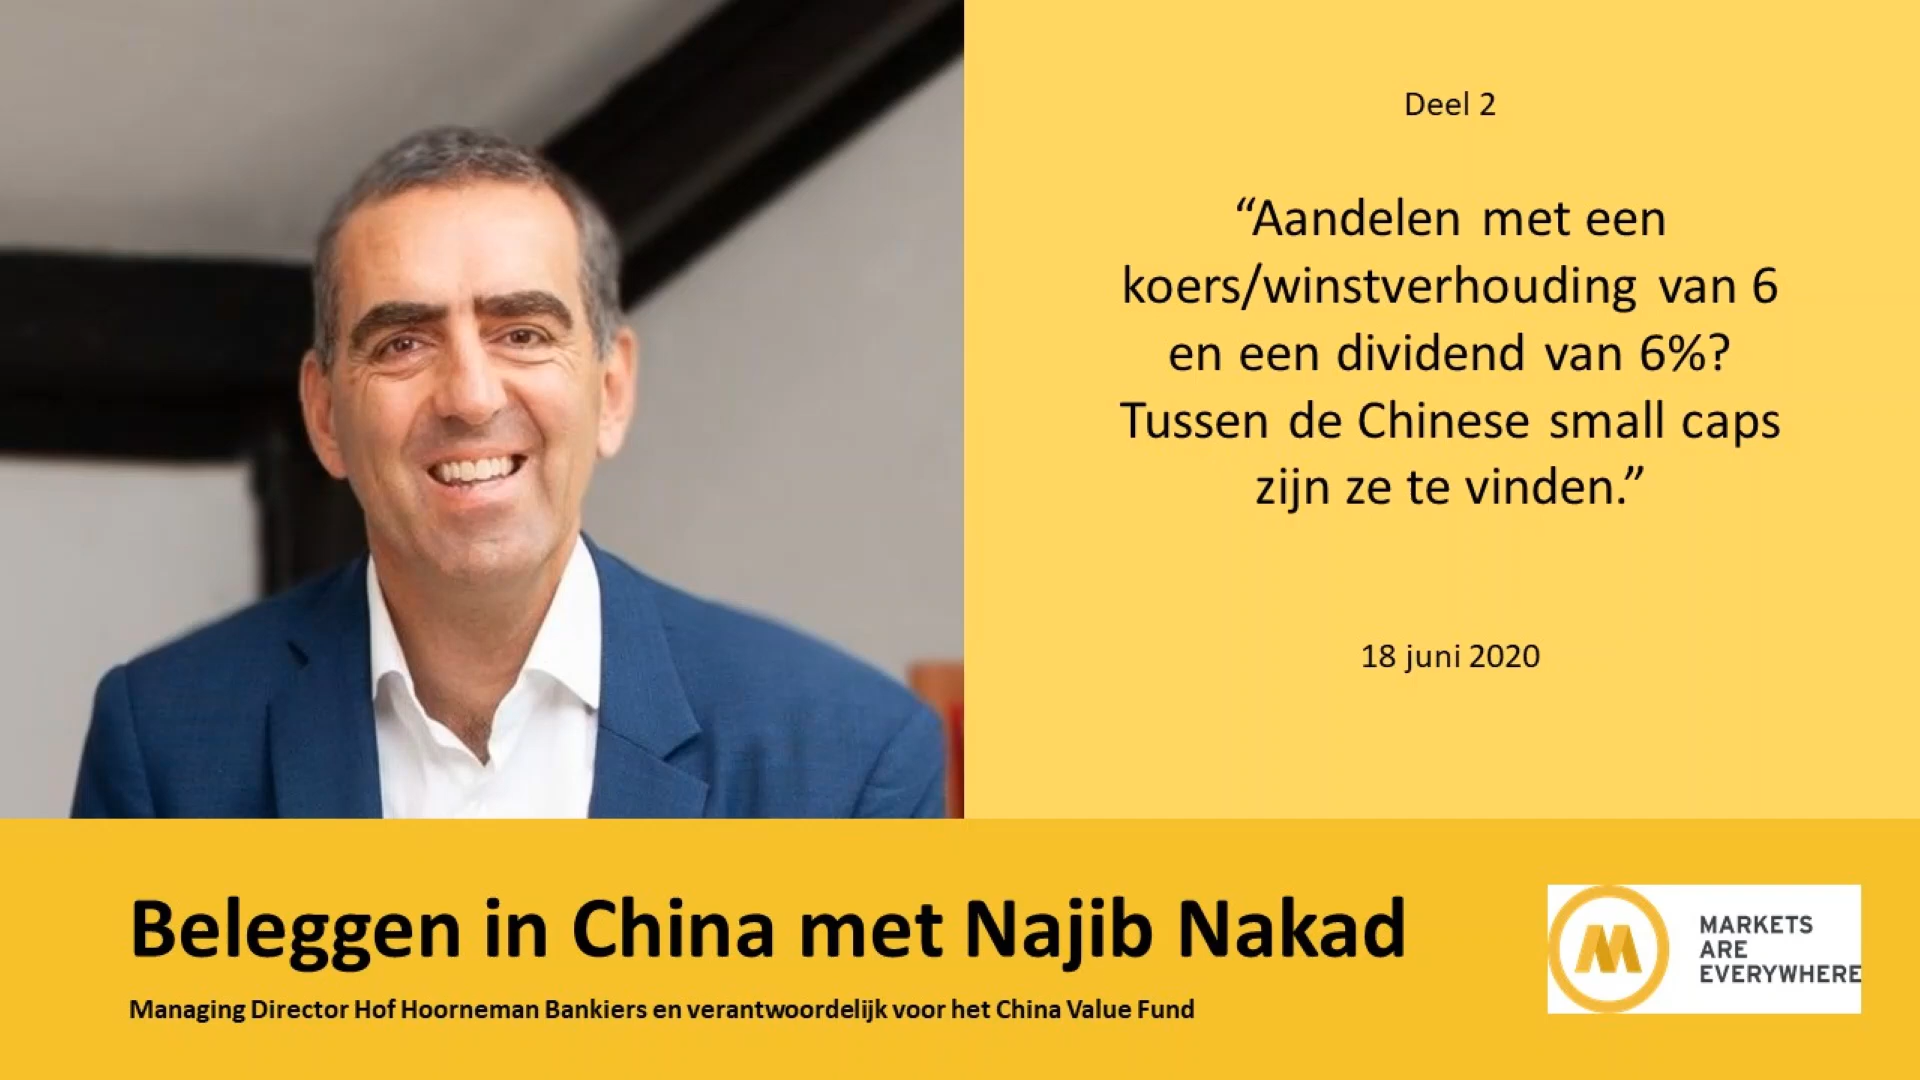 Deel 2
“Aandelen met een
koers/winstverhouding van 6
en een dividend van 6%?
Tussen de Chinese small caps
zijn ze te vinden.”
18 juni 2020
Beleggen in China met Najib Nakad
Managing Director Hof Hoorneman Bankiers en verantwoordelijk voor het China Value Fund
M
MARKETS
ARE
EVERYWHERE